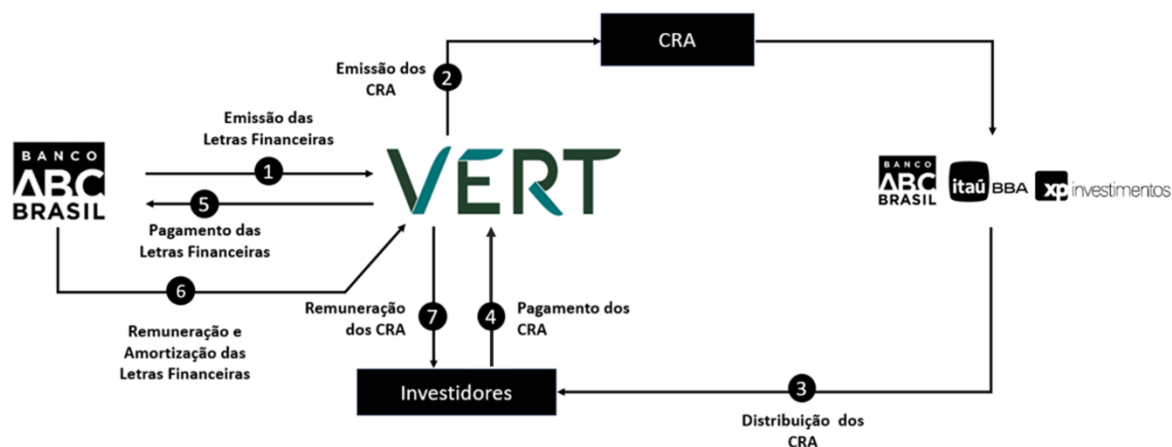 CRA
Emissão dos
CRA
2
Emissão das
Letras Financeiras
1
BANCO
ABC
BRASIL
VERT
5
Pagamento das
Letras Financeiras
6
Remuneração e
Amortização das
Letras Financeiras
Remuneração
dos CRA
7
4
Pagamento dos
CRA
Investidores
BANCO
ABC
BRASIL
itaú BBA
xp investimentos
3
Distribuição dos
CRA